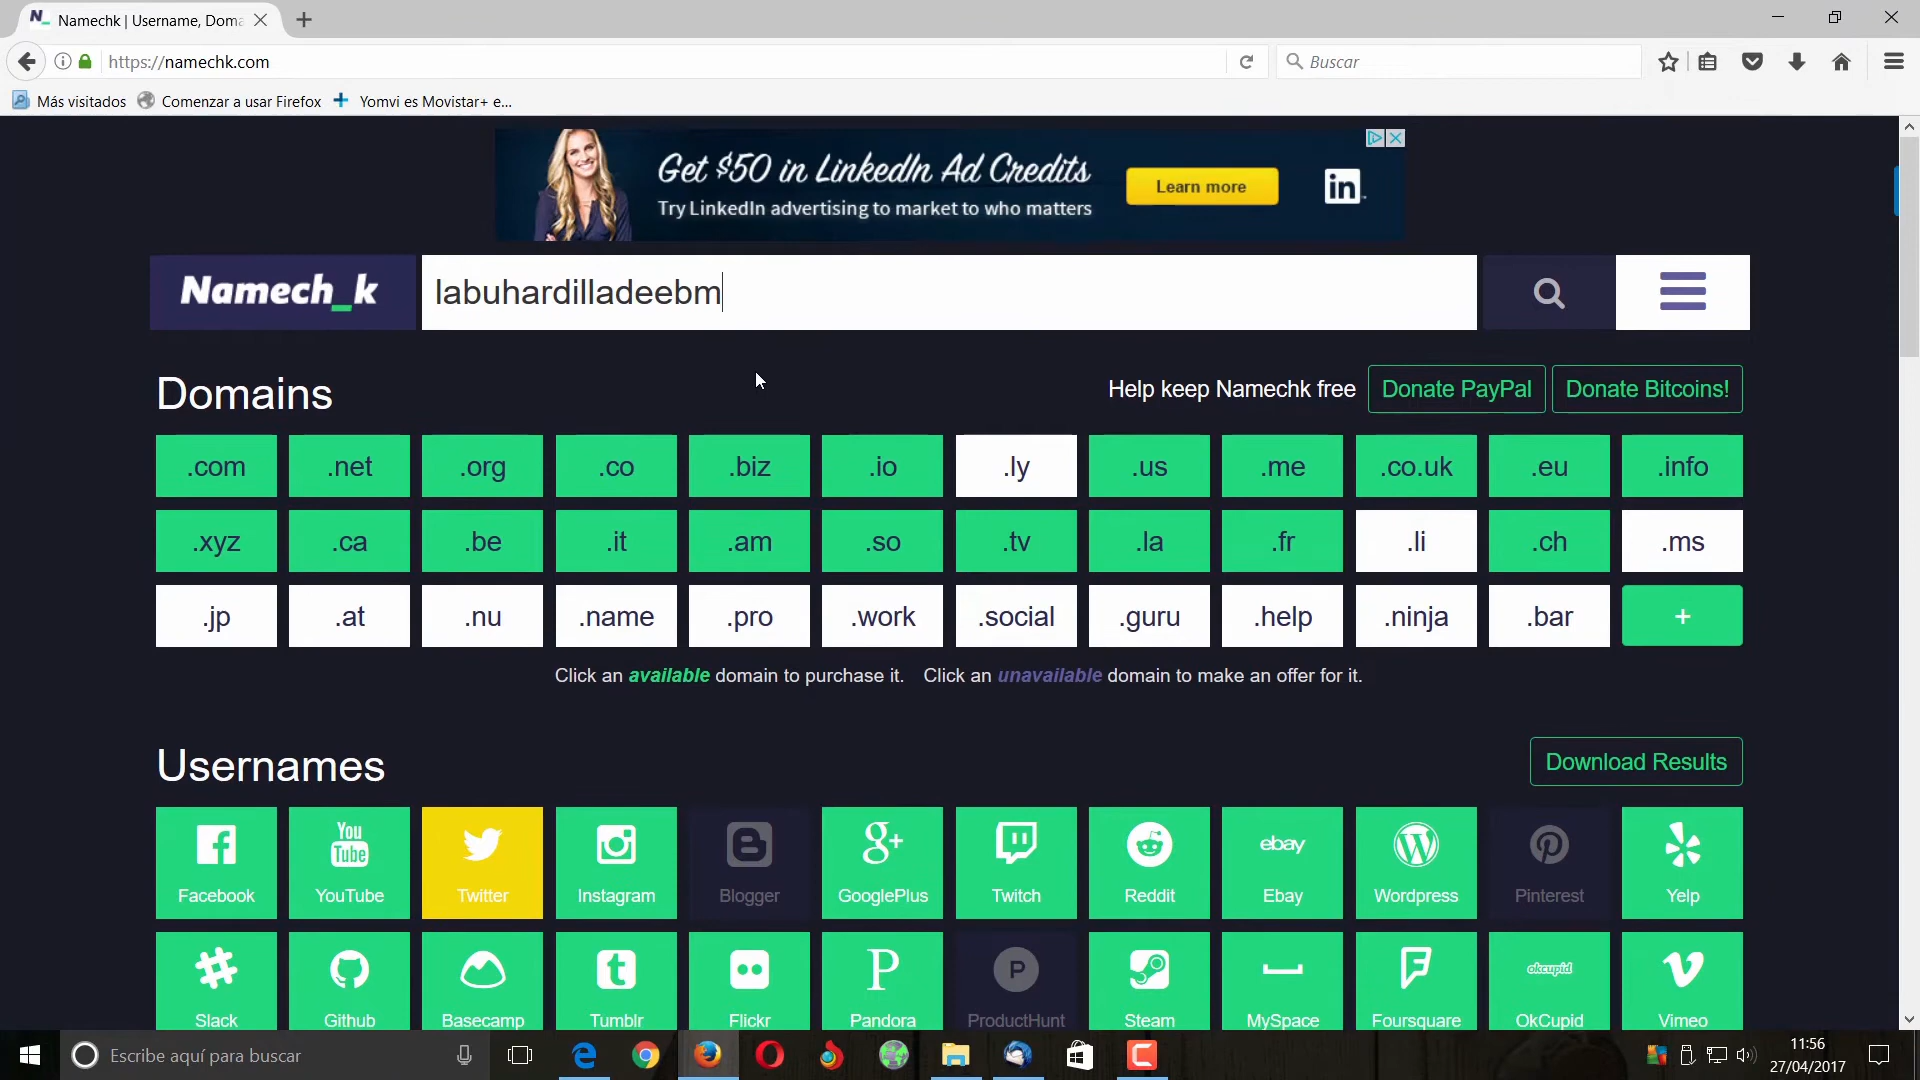 Namechk | Username, Doma
https://namechk.com
Buscar
Más visitados
Comenzar a usar Firefox
Yomvi es Movistar+ e...
Get $50 in LinkedIn Ad Credits
Try LinkedIn advertising to market to who matters
Learn more
in
Namech_k
labuhardilladeebm
Domains
Help keep Namechk free
Donate PayPal
Donate Bitcoins!
.com .net .org .co .biz .io .ly .us .me .co.uk .eu .info
.xyz .ca .be .it .am .so .tv .la .fr .li .ch .ms
.jp .at .nu .name .pro .work .social .guru .help .ninja .bar +
Click an available domain to purchase it. Click an unavailable domain to make an offer for it.
Usernames
Download Results
You Tube g+ ebay
Facebook YouTube Twitter Instagram Blogger GooglePlus Twitch Reddit Ebay Wordpress Pinterest Yelp
okcupid
Slack Github Basecamp Tumblr Flickr Pandora ProductHunt Steam MySpace Foursquare OkCupid Vimeo
Escribe aquí para buscar
11:56
27/04/2017